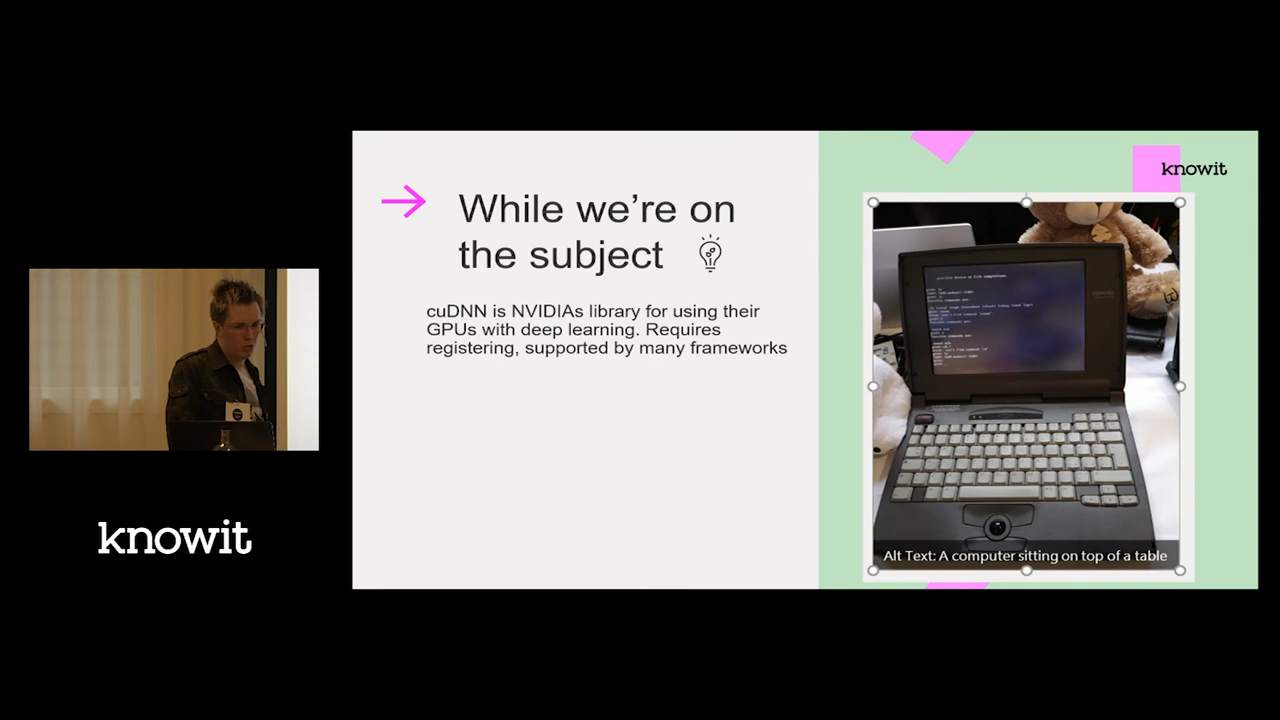 knowit
While we're on
the subject
cuDNN is NVIDIAs library for using their
GPUs with deep learning. Requires
registering, supported by many frameworks
knowit
Alt Text: A computer sitting on top of a table